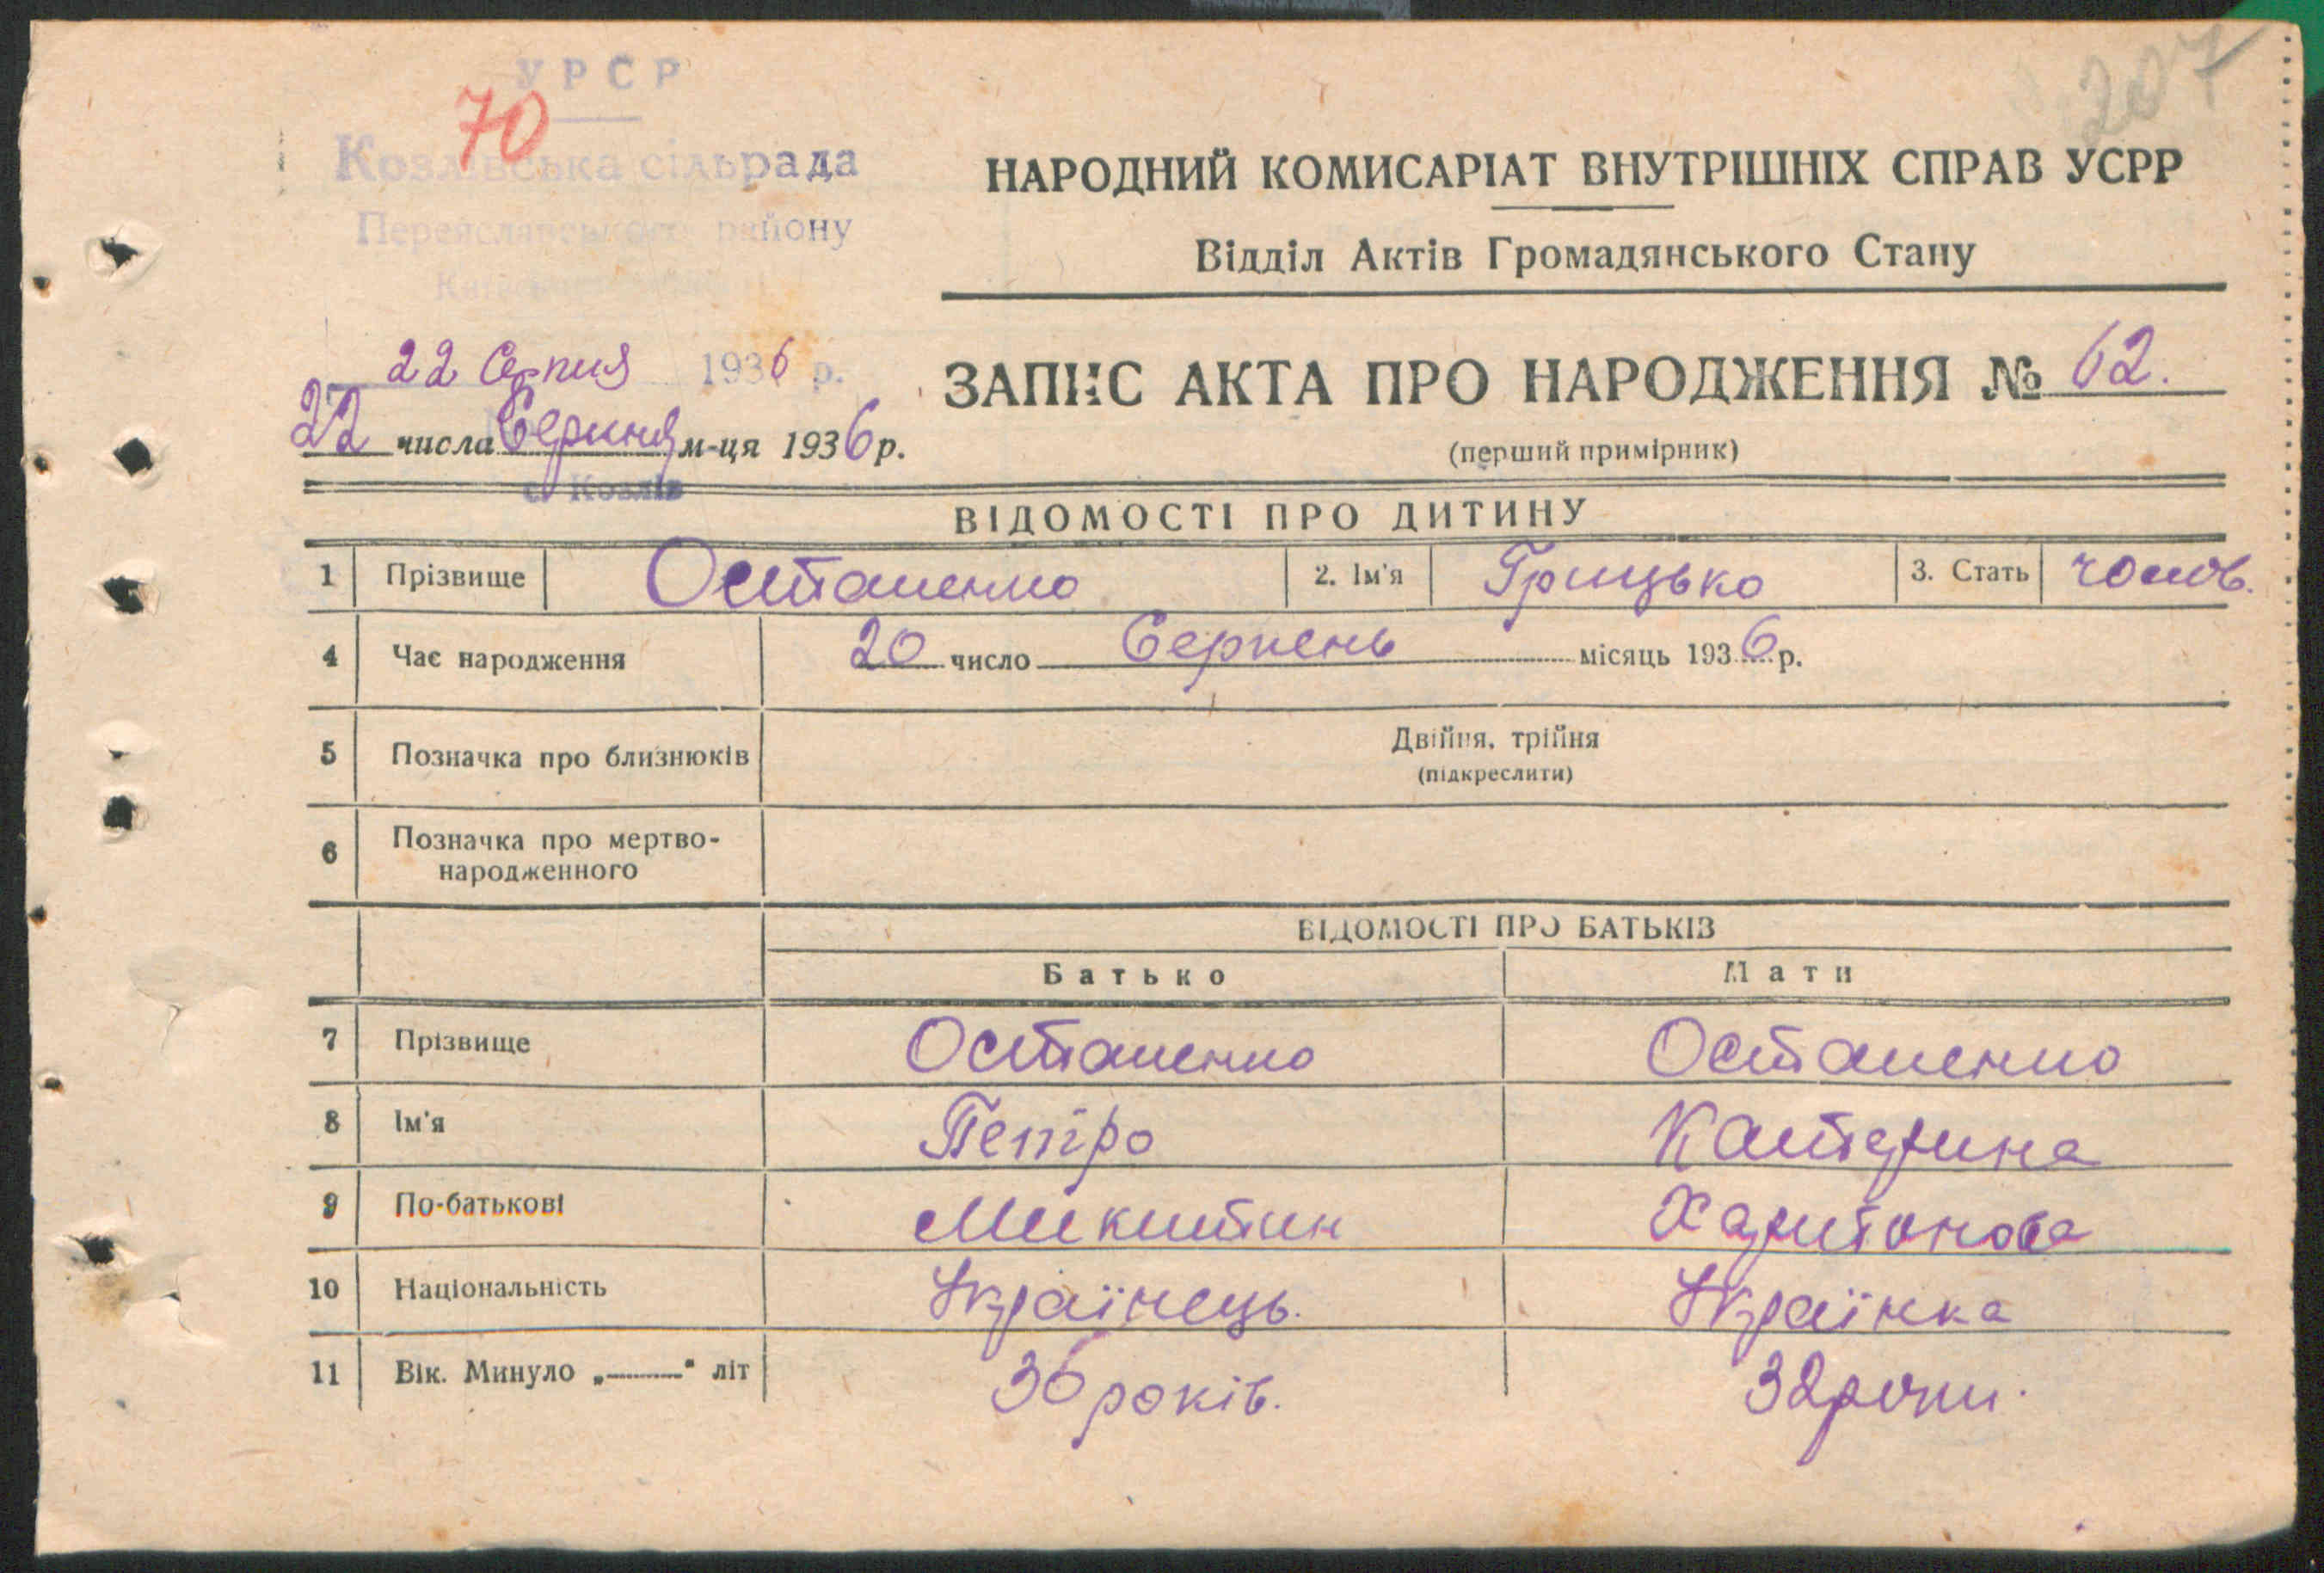 207
УРСР
70
Козлівська сільрада
Переяславського району
НАРОДНИЙ КОМИСАРІАТ ВНУТРІШНІХ СПРАВ УСРР
Відділ Актів Громадянського Стану
22 Серпня 1936 р.
ЗАПИС АКТА ПРО НАРОДЖЕННЯ № 62.
22 числа Серпня м-ця 1936 р.
(перший примірник)
с. Козлів
ВІДОМОСТІ ПРО ДИТИНУ
1 Прізвище Остапенко 2. Ім'я Грицько 3. Стать чолов.
4 Час народження 20 число Серпень місяць 1936 р.
5 Позначка про близнюків Двійня, трійня
(підкреслити)
6 Позначка про мертво-
народженного
ВІДОМОСТІ ПРО БАТЬКІВ
Батько Мати
7 Прізвище Остапенко Остапенко
8 Ім'я Петро Катерина
9 По-батькові Микитин Харитонова
10 Національність Українець. Українка
11 Вік. Минуло „———“ літ 36 років. 32 роки.